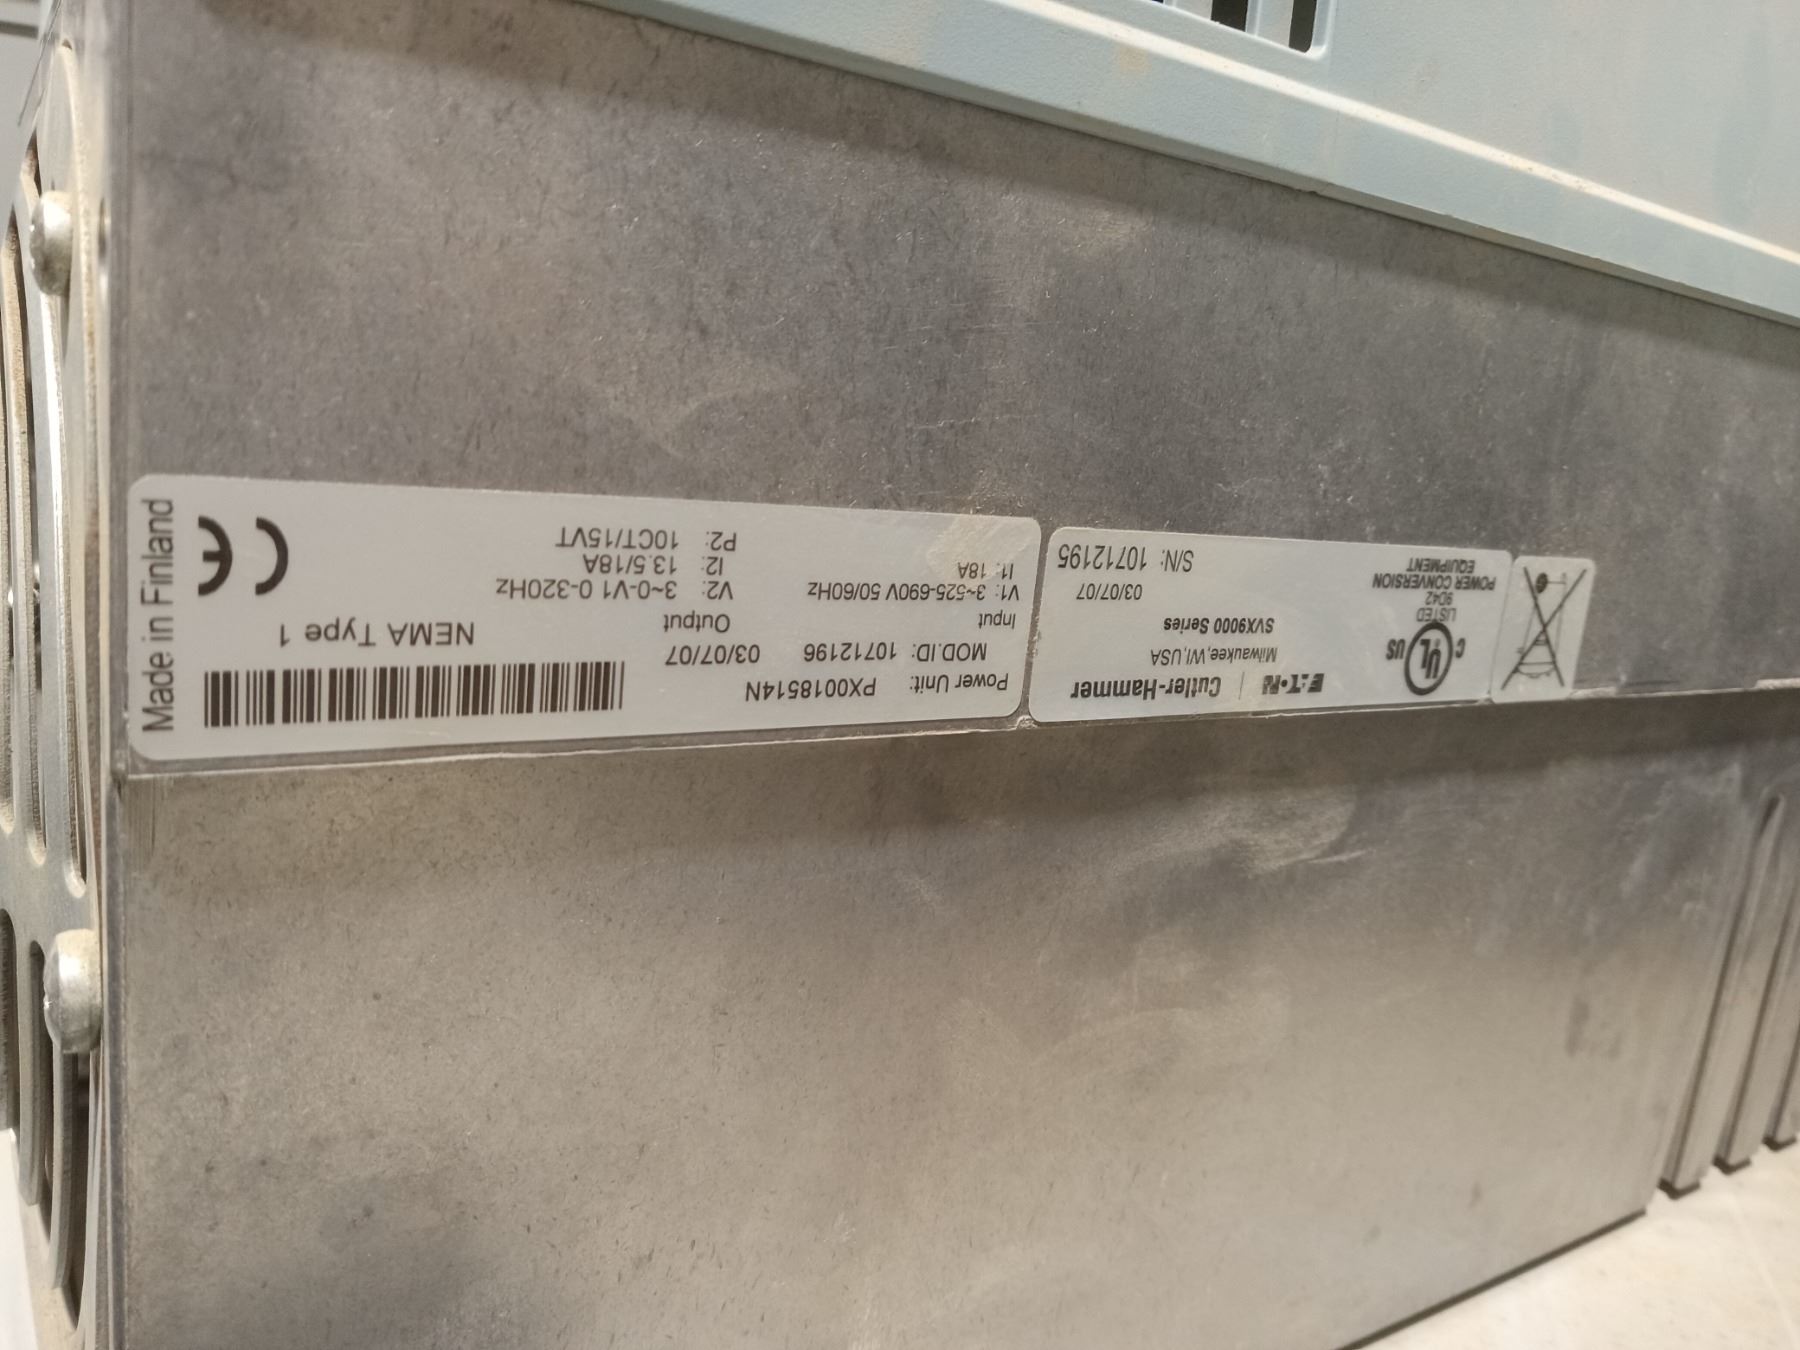 EATON | Cutler-Hammer
Milwaukee,WI,USA
SVX9000 Series
03/07/07
S/N: 10712195
C UL US
LISTED
9D42
POWER CONVERSION
EQUIPMENT
Power Unit: PX0018514N
MOD.ID: 10712196 03/07/07
Input
V1: 3~525-690V 50/60Hz
I1: 18A
Output
V2: 3~0-V1 0-320Hz
I2: 13.5/18A
P2: 10CT/15VT
NEMA Type 1
CE
Made in Finland